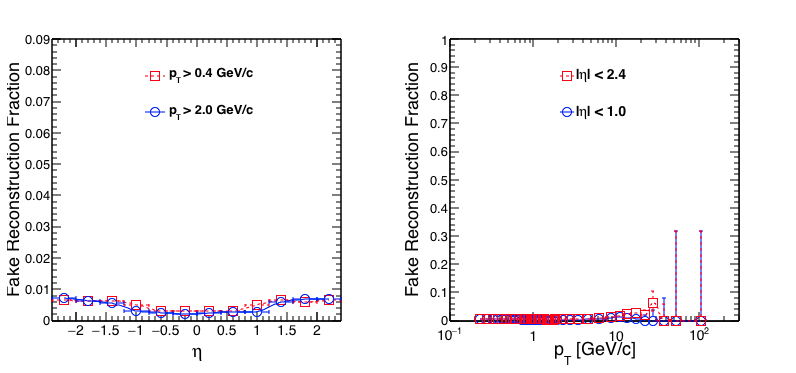 Fake Reconstruction Fraction
0.09
0.08
0.07
0.06
0.05
0.04
0.03
0.02
0.01
0
p_T > 0.4 GeV/c
p_T > 2.0 GeV/c
−2 −1.5 −1 −0.5 0 0.5 1 1.5 2
η
Fake Reconstruction Fraction
1
0.9
0.8
0.7
0.6
0.5
0.4
0.3
0.2
0.1
0
|η| < 2.4
|η| < 1.0
10⁻¹ 1 10 10²
p_T [GeV/c]